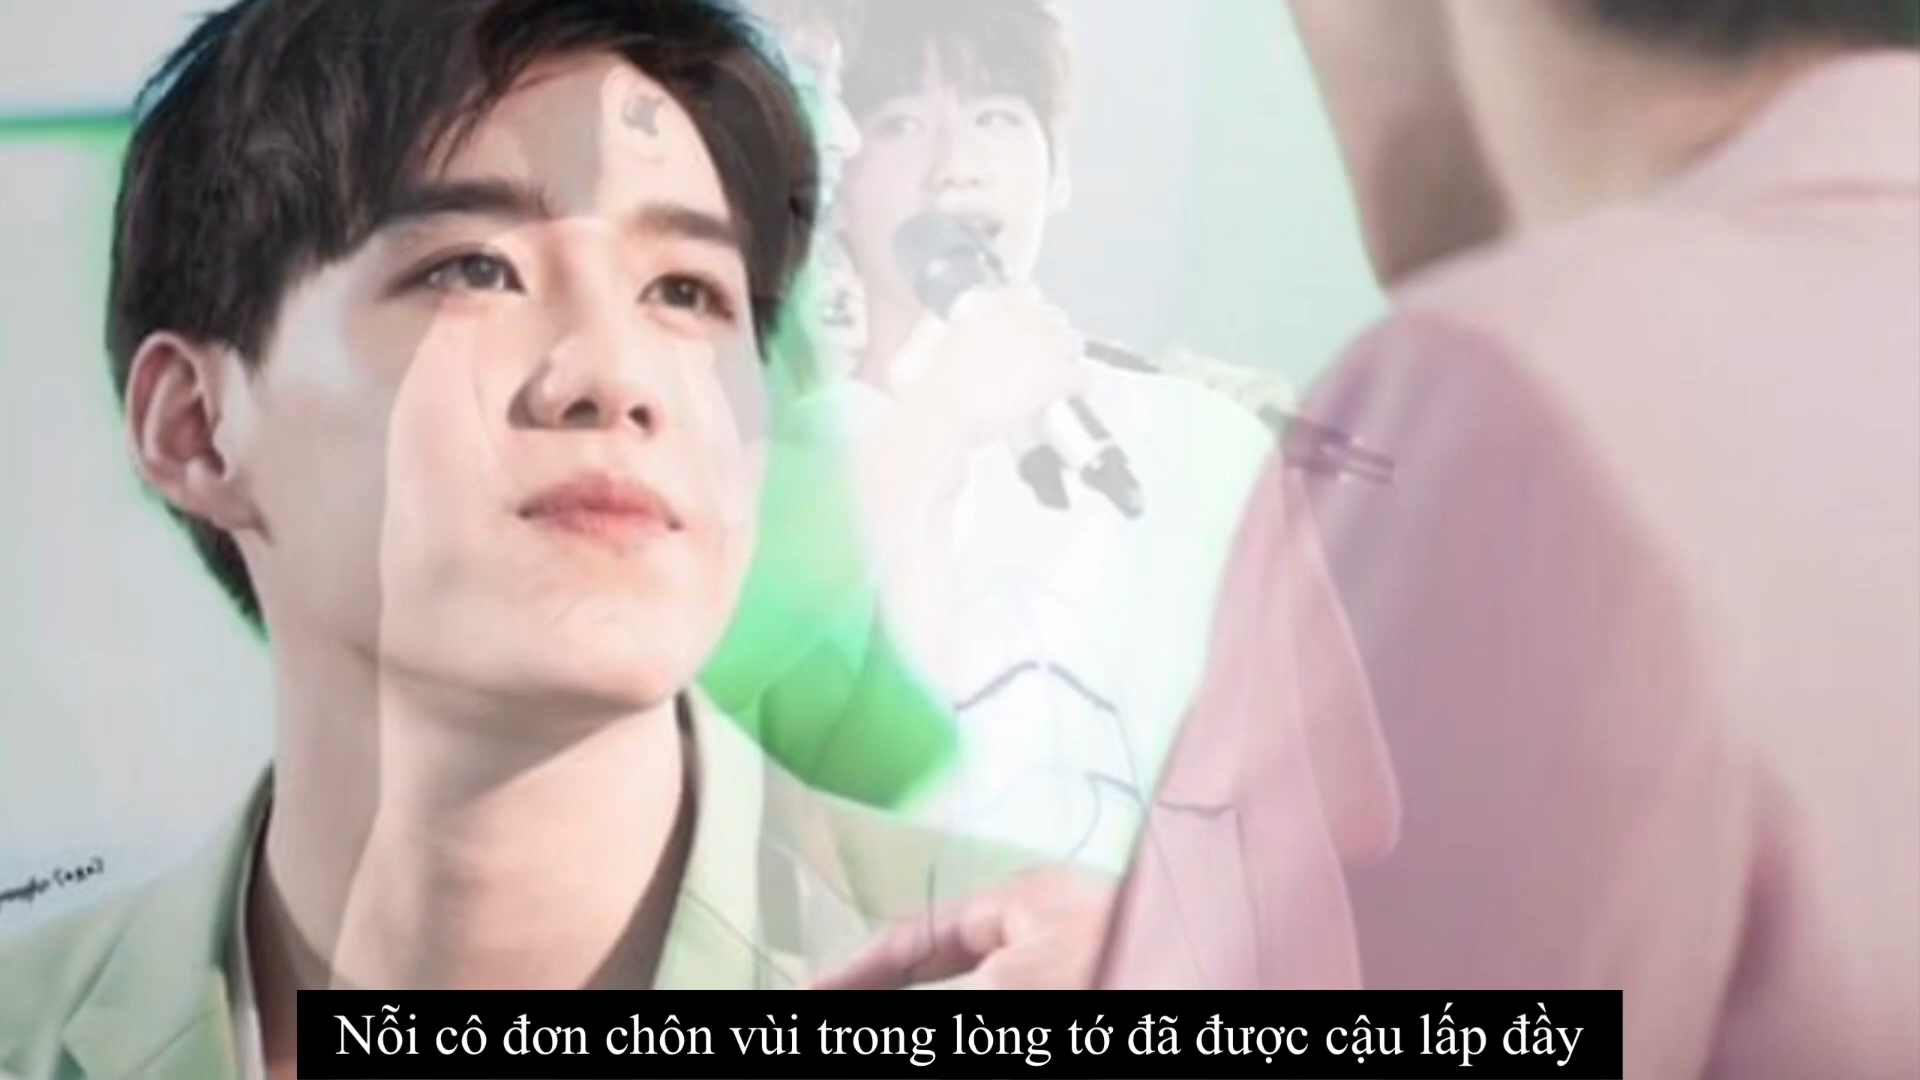 Nỗi cô đơn chôn vùi trong lòng tớ đã được cậu lấp đầy